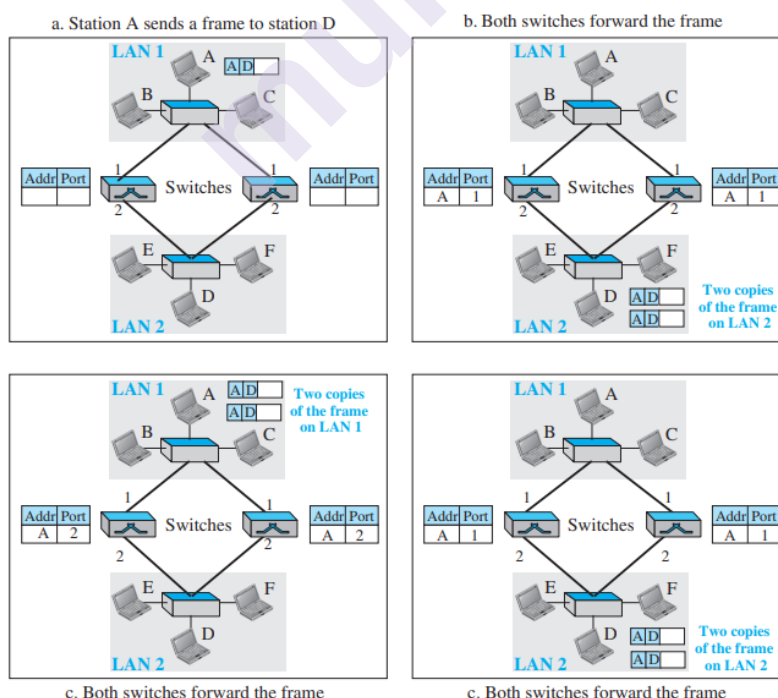 a. Station A sends a frame to station D
LAN 1
A
A D
B
C
Addr Port
1
Switches
1
Addr Port
2
2
E
F
D
LAN 2
b. Both switches forward the frame
LAN 1
A
B
C
Addr Port
A 1
1
Switches
1
Addr Port
A 1
2
2
E
F
D
A D
A D
Two copies
of the frame
on LAN 2
LAN 2
LAN 1
A
A D
A D
Two copies
of the frame
on LAN 1
B
C
Addr Port
A 2
1
Switches
1
Addr Port
A 2
2
2
E
F
D
LAN 2
c. Both switches forward the frame
LAN 1
A
B
C
Addr Port
A 1
1
Switches
1
Addr Port
A 1
2
2
E
F
D
A D
A D
Two copies
of the frame
on LAN 2
LAN 2
c. Both switches forward the frame